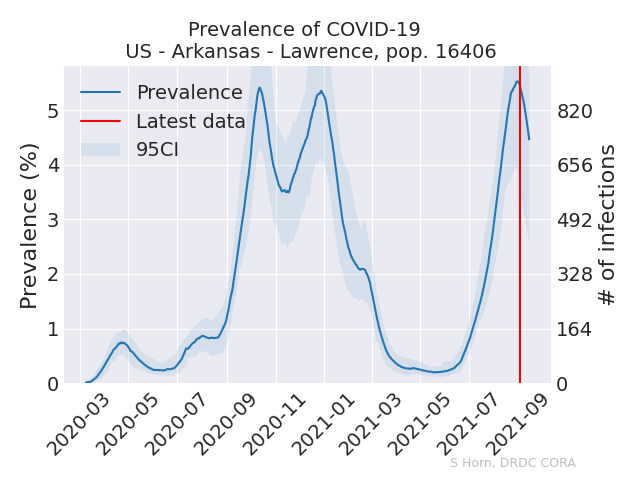 Prevalence of COVID-19
US - Arkansas - Lawrence, pop. 16406
Prevalence
Latest data
95CI
Prevalence (%)
5
4
3
2
1
0
# of infections
820
656
492
328
164
0
2020-03
2020-05
2020-07
2020-09
2020-11
2021-01
2021-03
2021-05
2021-07
2021-09
S Horn, DRDC CORA